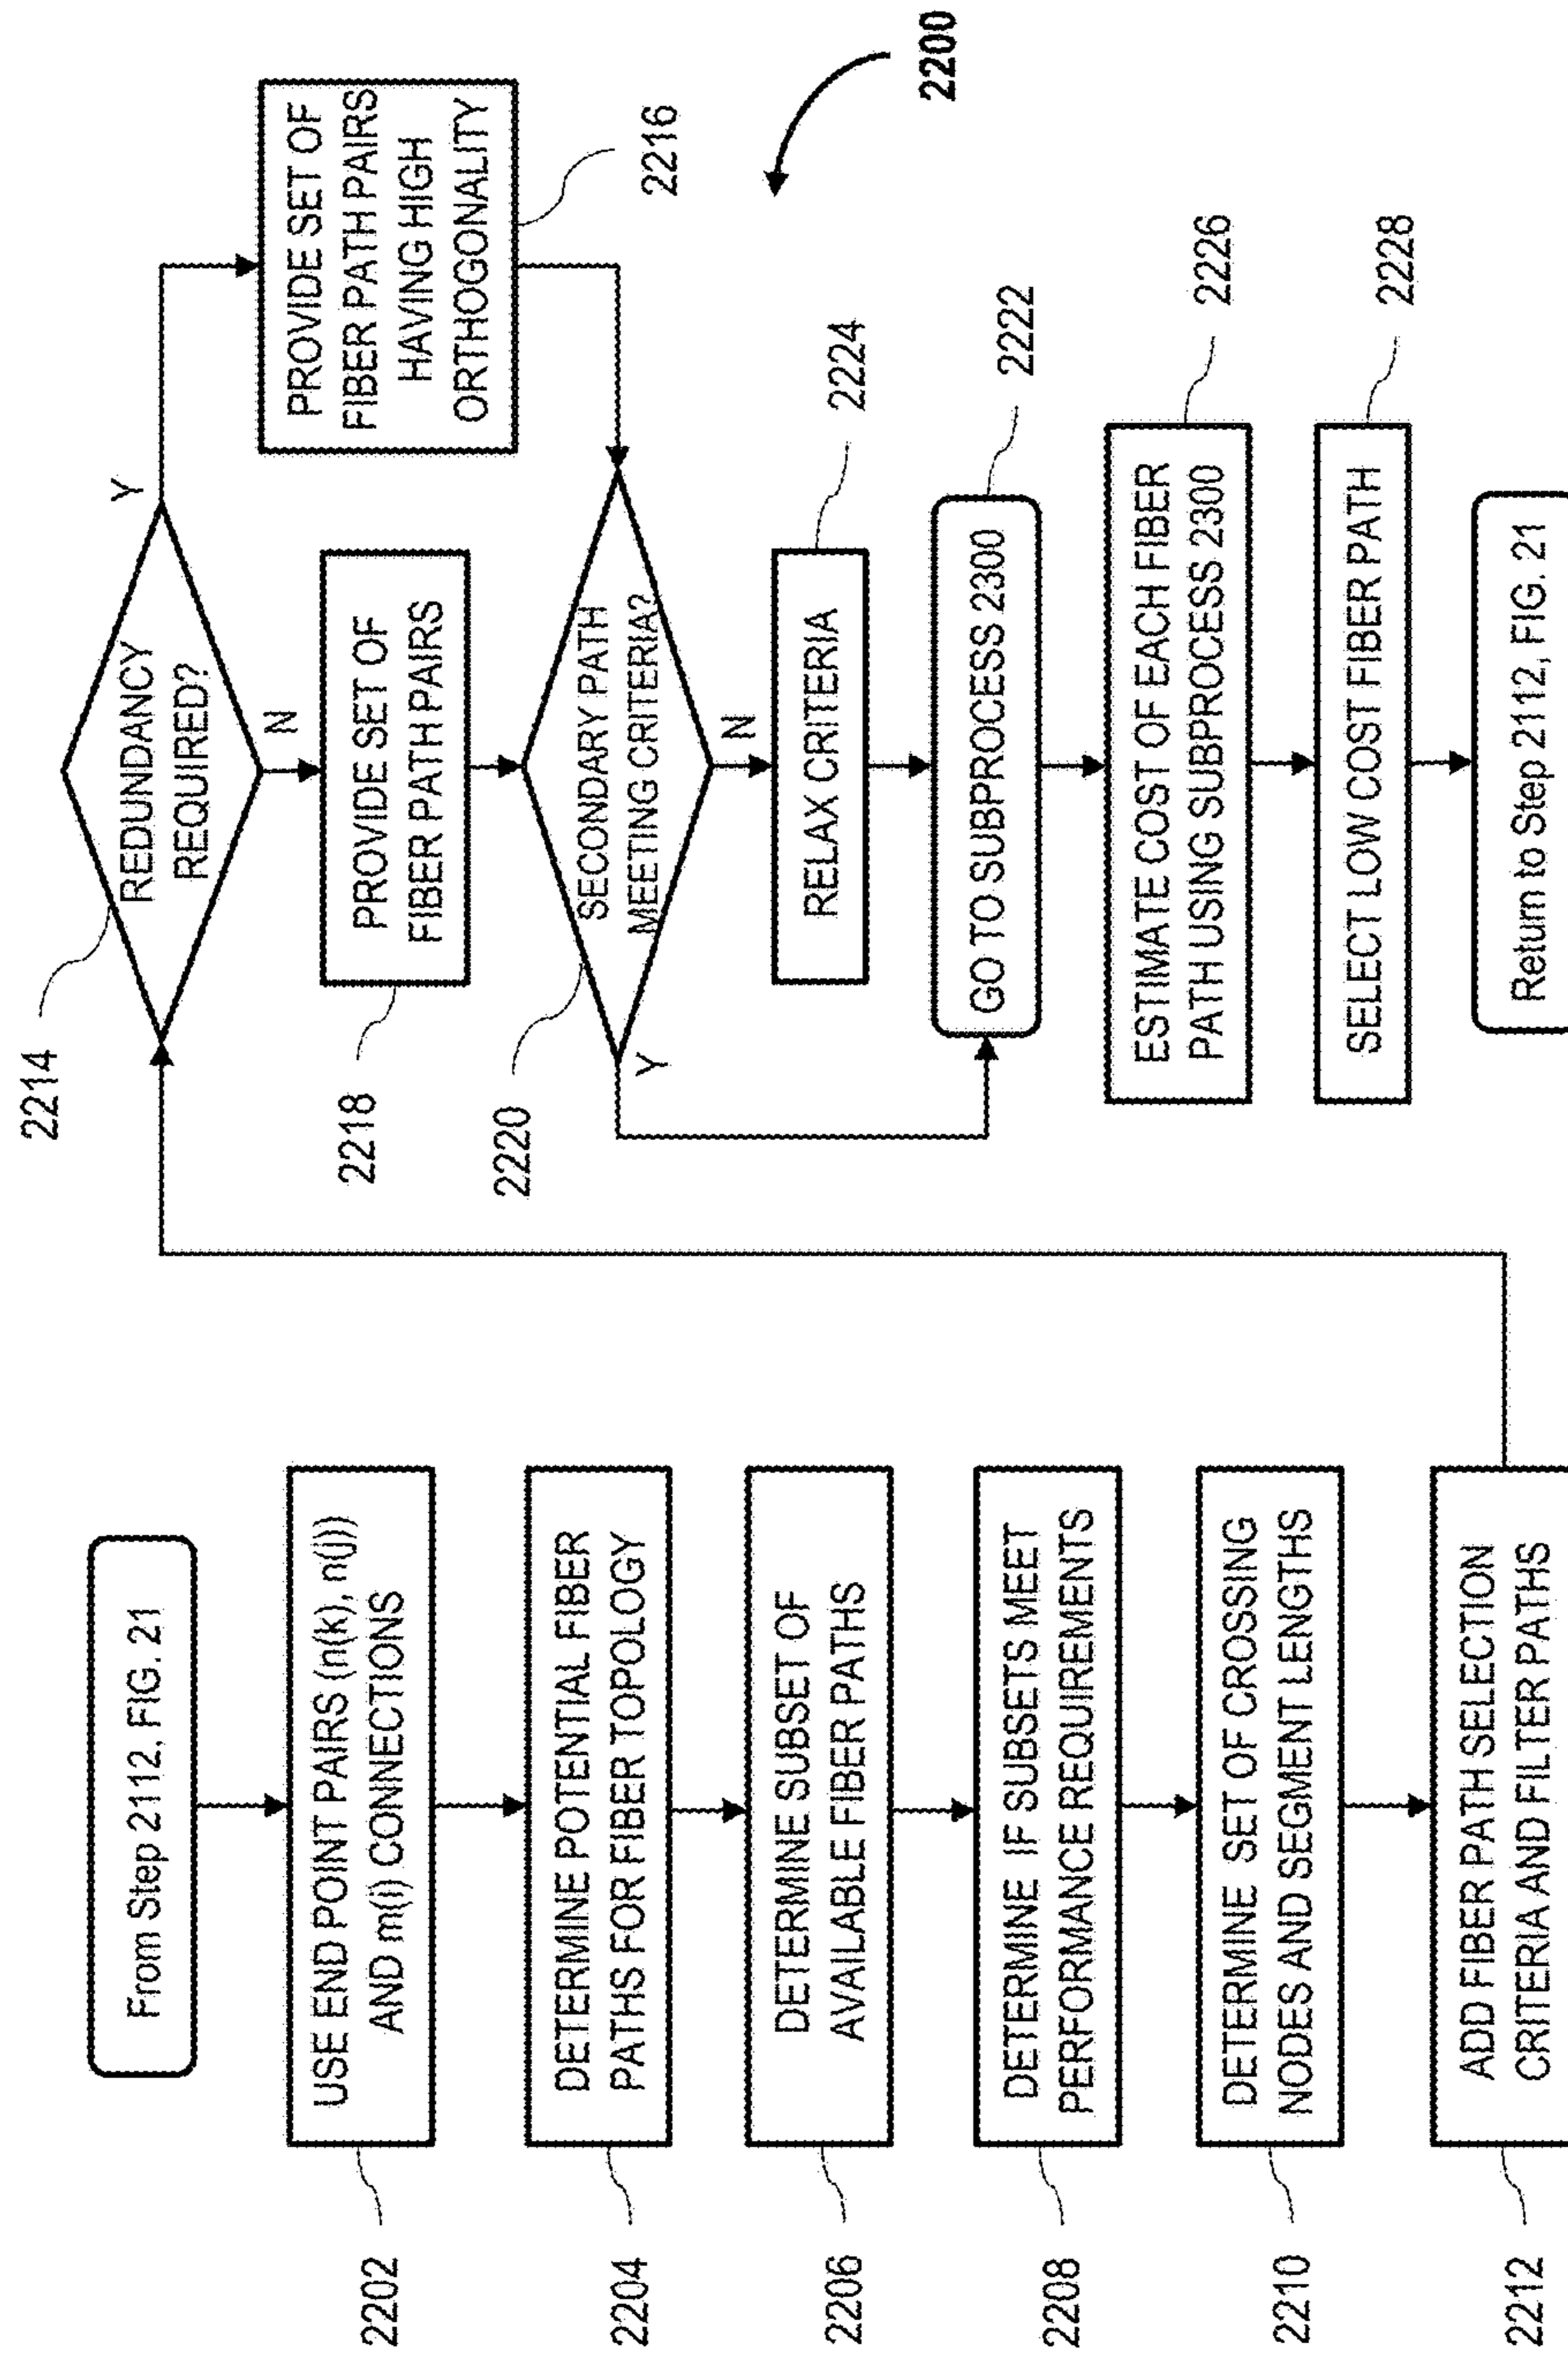 From Step 2112, FIG. 21
USE END POINT PAIRS (n(k), n(j))
AND m(i) CONNECTIONS
2202
DETERMINE POTENTIAL FIBER
PATHS FOR FIBER TOPOLOGY
2204
DETERMINE SUBSET OF
AVAILABLE FIBER PATHS
2206
DETERMINE IF SUBSETS MEET
PERFORMANCE REQUIREMENTS
2208
DETERMINE SET OF CROSSING
NODES AND SEGMENT LENGTHS
2210
ADD FIBER PATH SELECTION
CRITERIA AND FILTER PATHS
2212
2214
REDUNDANCY
REQUIRED?
Y
N
PROVIDE SET OF
FIBER PATH PAIRS
HAVING HIGH
ORTHOGONALITY
2216
PROVIDE SET OF
FIBER PATH PAIRS
2218
2220
SECONDARY PATH
MEETING CRITERIA?
Y
N
RELAX CRITERIA
2224
GO TO SUBPROCESS 2300
2222
ESTIMATE COST OF EACH FIBER
PATH USING SUBPROCESS 2300
2226
SELECT LOW COST FIBER PATH
2228
Return to Step 2112, FIG. 21
2200